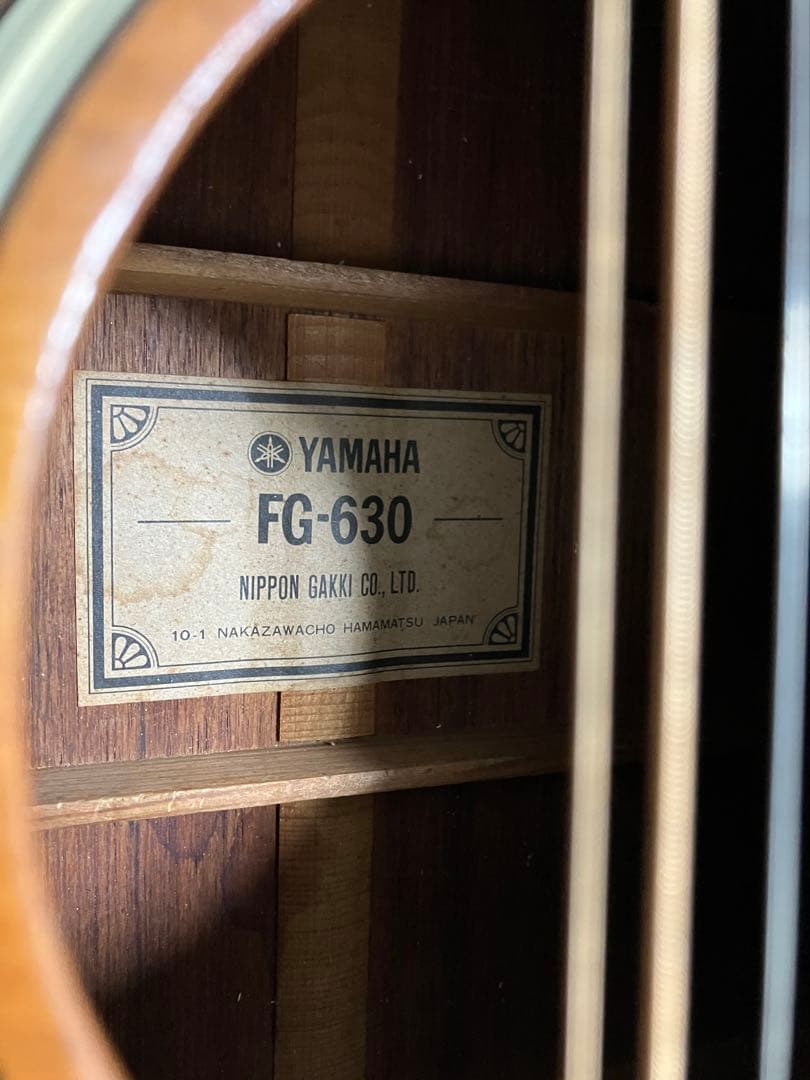 YAMAHA
FG-630
NIPPON GAKKI CO., LTD.
10-1 NAKAZAWACHO HAMAMATSU JAPAN